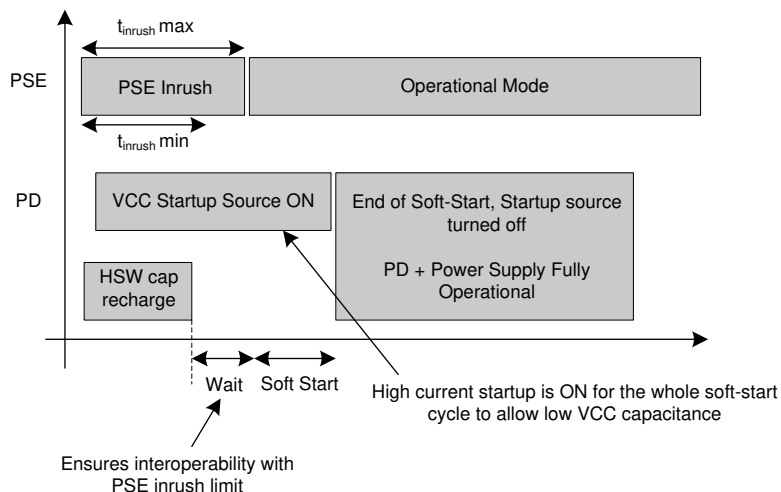 t_inrush max
PSE
PSE Inrush
Operational Mode
t_inrush min
PD
VCC Startup Source ON
End of Soft-Start, Startup source
turned off
PD + Power Supply Fully
Operational
HSW cap
recharge
Wait
Soft Start
High current startup is ON for the whole soft-start
cycle to allow low VCC capacitance
Ensures interoperability with
PSE inrush limit